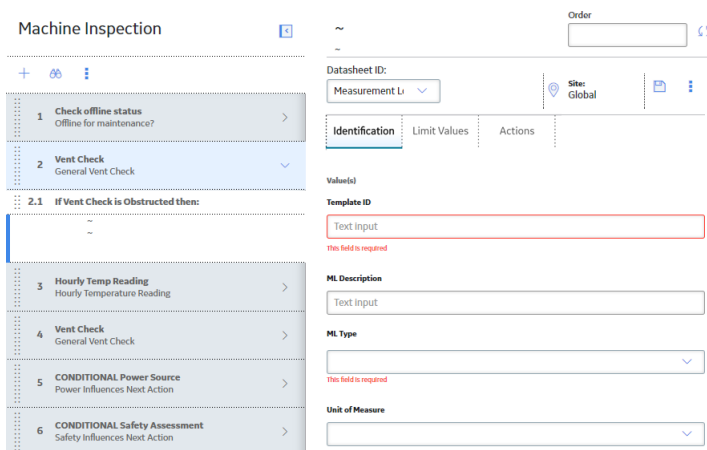 Machine Inspection
1 Check offline status
Offline for maintenance?
2 Vent Check
General Vent Check
2.1 If Vent Check is Obstructed then:
~
~
3 Hourly Temp Reading
Hourly Temperature Reading
4 Vent Check
General Vent Check
5 CONDITIONAL Power Source
Power Influences Next Action
6 CONDITIONAL Safety Assessment
Safety Influences Next Action
~
~
Order
Datasheet ID:
Measurement Lo
Site:
Global
Identification Limit Values Actions
Value(s)
Template ID
Text input
This field is required
ML Description
Text input
ML Type
This field is required
Unit of Measure